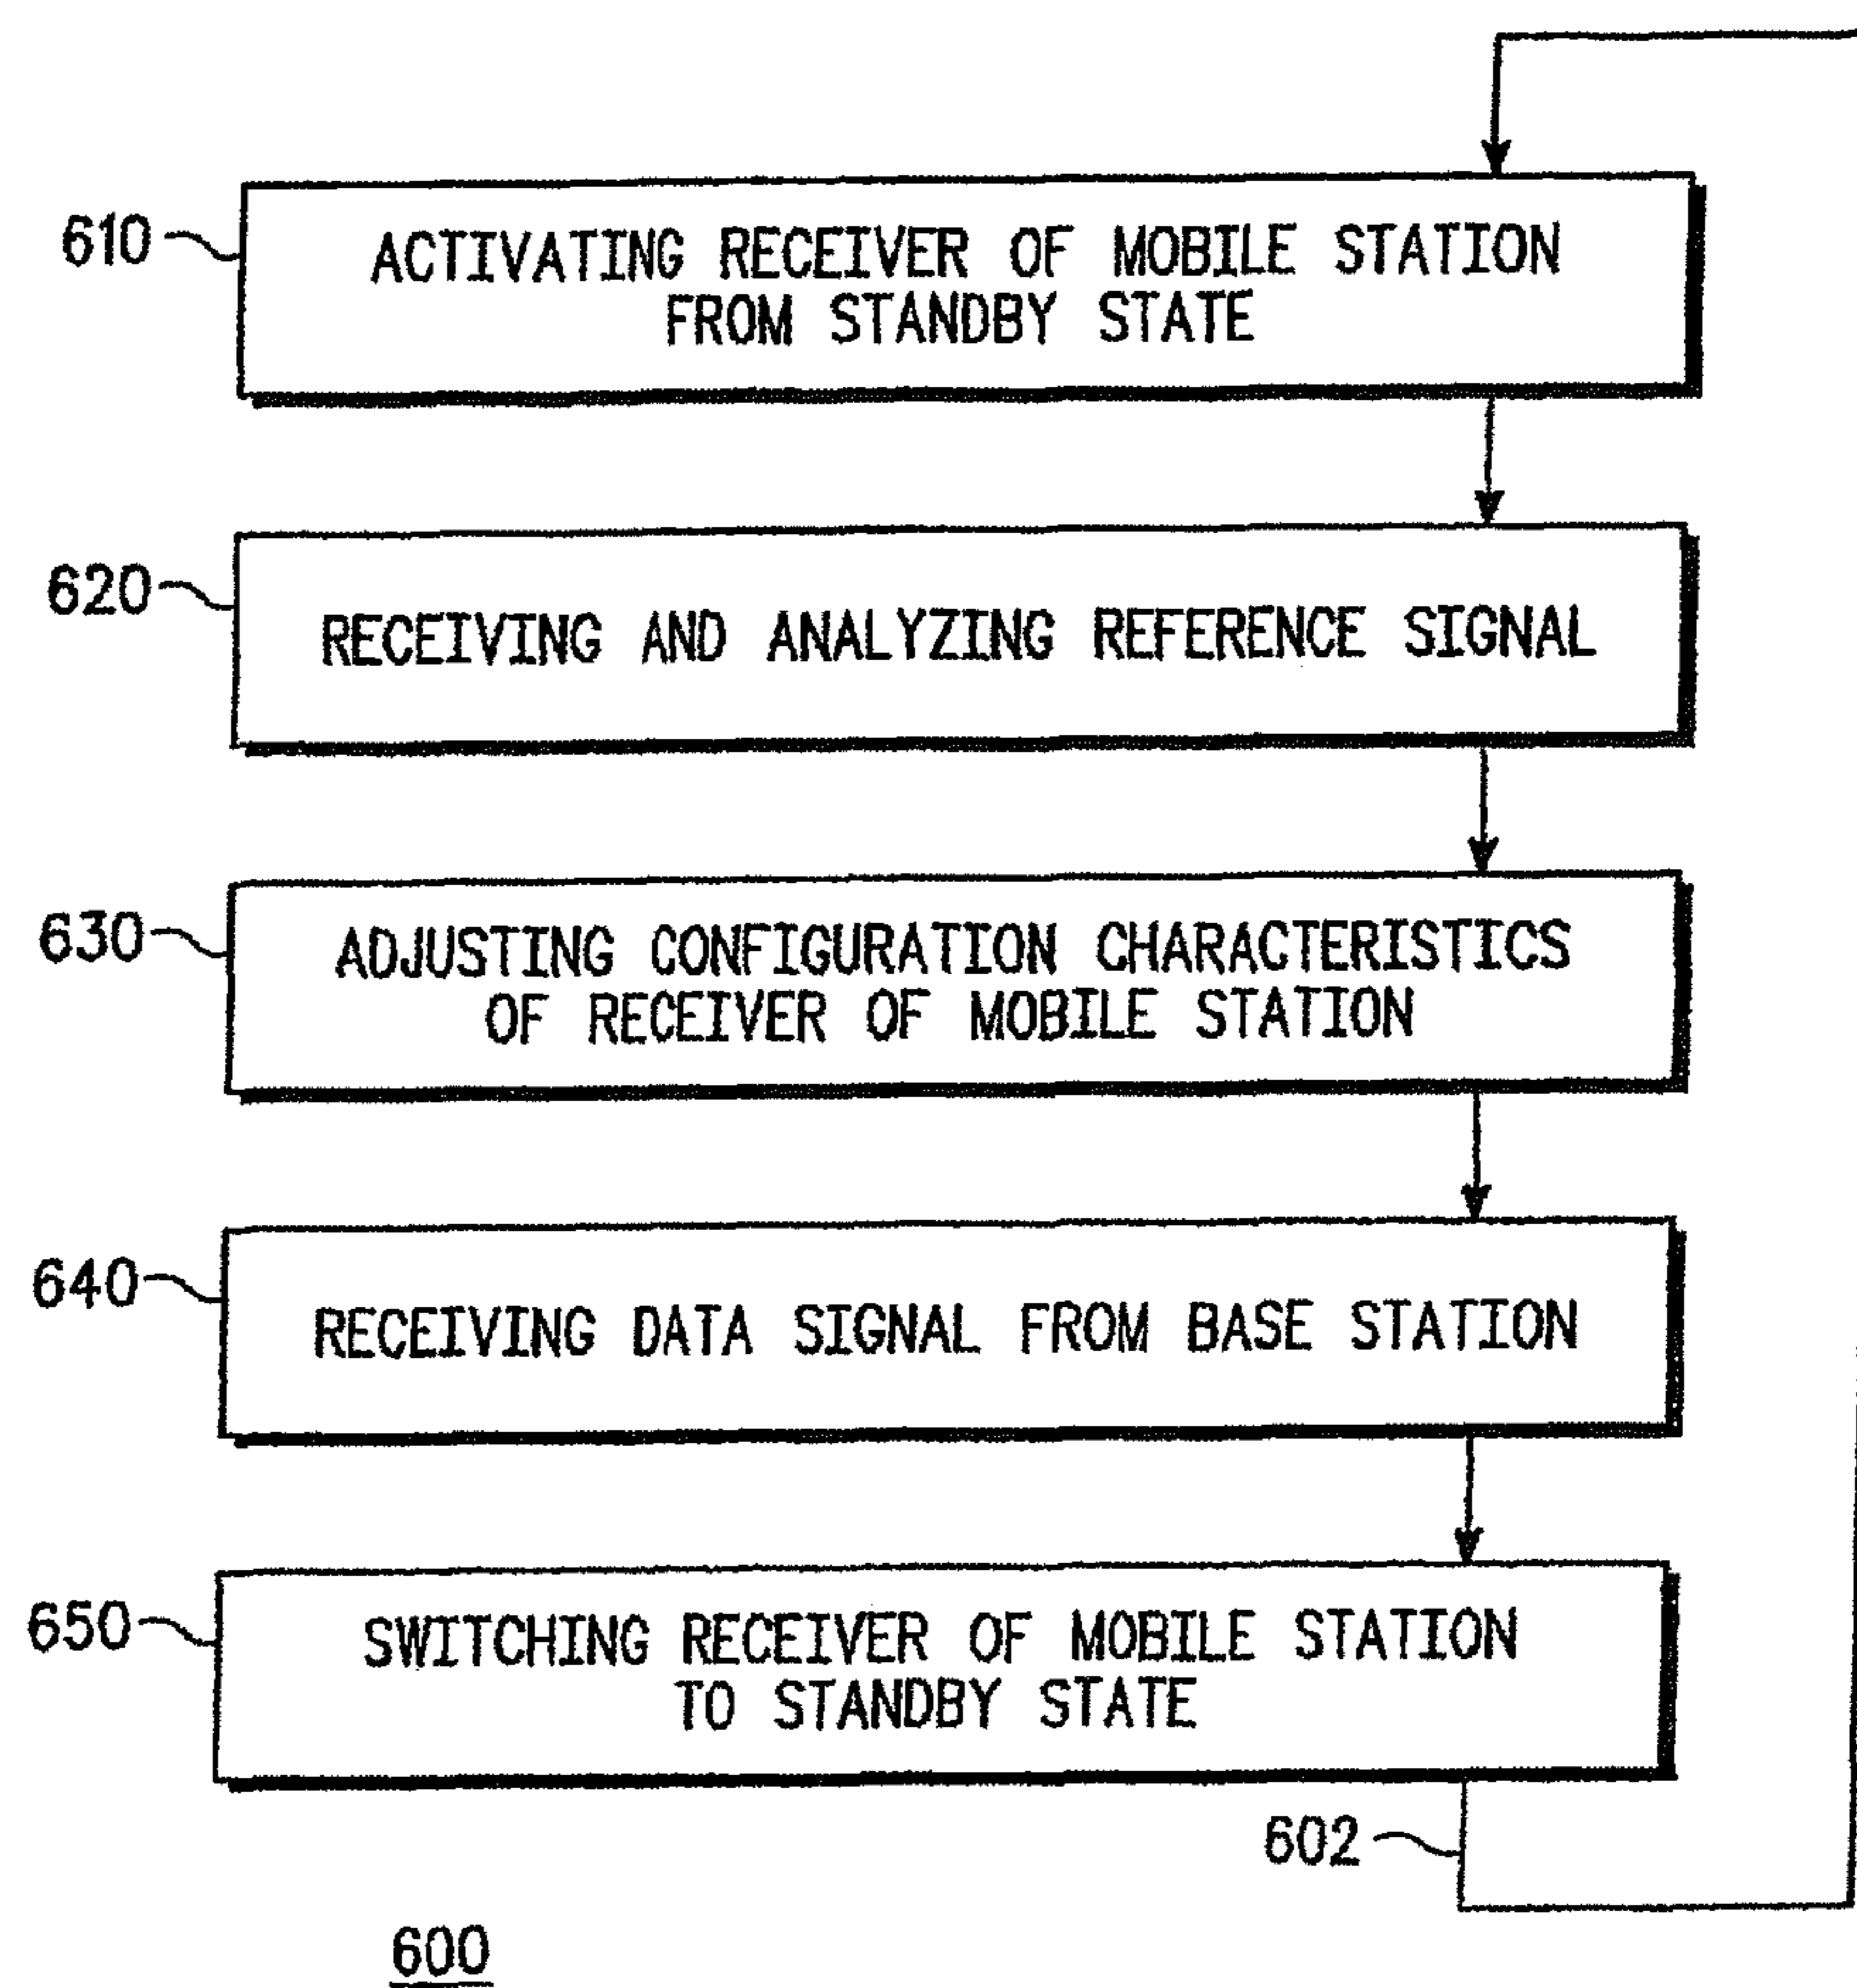 610
ACTIVATING RECEIVER OF MOBILE STATION
FROM STANDBY STATE
620
RECEIVING AND ANALYZING REFERENCE SIGNAL
630
ADJUSTING CONFIGURATION CHARACTERISTICS
OF RECEIVER OF MOBILE STATION
640
RECEIVING DATA SIGNAL FROM BASE STATION
650
SWITCHING RECEIVER OF MOBILE STATION
TO STANDBY STATE
602
600